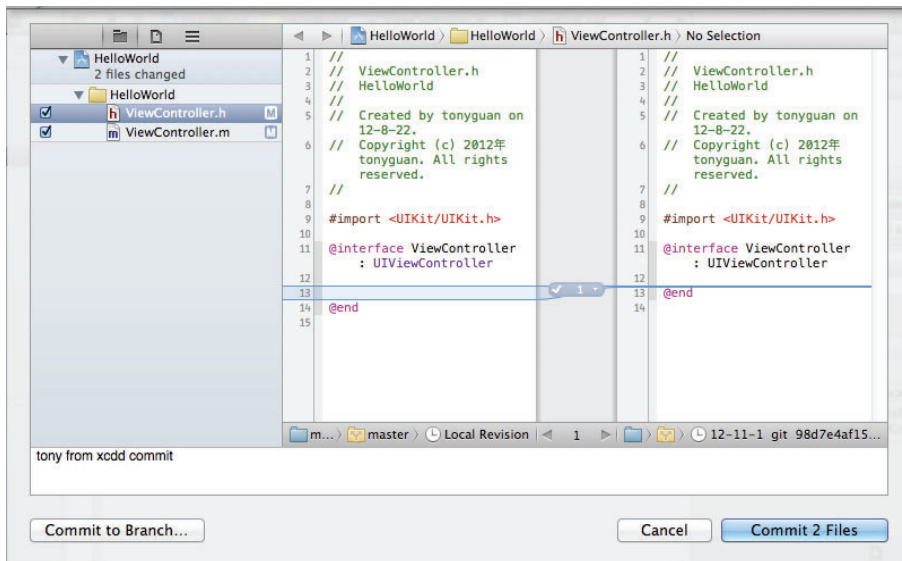 HelloWorld
2 files changed
HelloWorld
h ViewController.h M
m ViewController.m M
HelloWorld 〉 HelloWorld 〉 h ViewController.h 〉 No Selection
1 //
2 // ViewController.h
3 // HelloWorld
4 //
5 // Created by tonyguan on
12-8-22.
6 // Copyright (c) 2012年
tonyguan. All rights
reserved.
7 //
8
9 #import <UIKit/UIKit.h>
10
11 @interface ViewController
: UIViewController
12
13
14 @end
15
1
1 //
2 // ViewController.h
3 // HelloWorld
4 //
5 // Created by tonyguan on
12-8-22.
6 // Copyright (c) 2012年
tonyguan. All rights
reserved.
7 //
8
9 #import <UIKit/UIKit.h>
10
11 @interface ViewController
: UIViewController
12
13 @end
14
m... 〉 master 〉 Local Revision 1 〉 〉 12-11-1 git 98d7e4af15...
tony from xcdd commit
Commit to Branch... Cancel Commit 2 Files